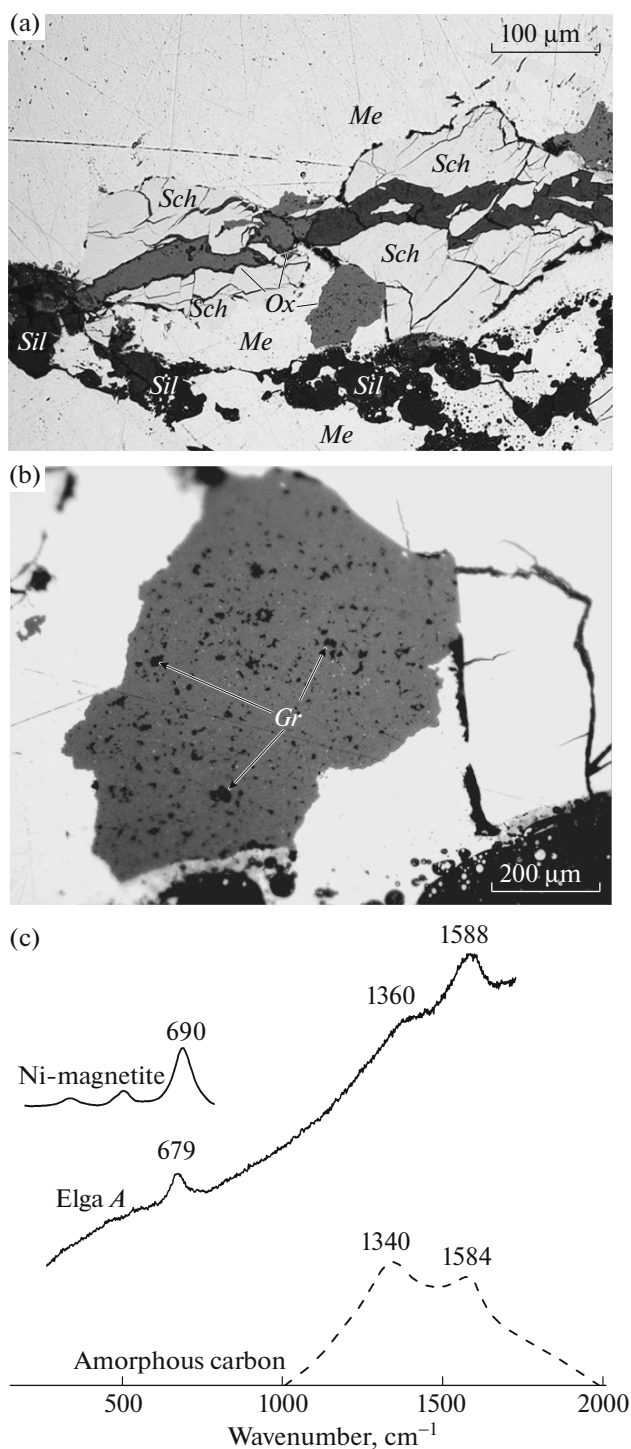 (a)
100 μm
Me
Sch
Sch
Sch
Ox
Sch
Sil
Me
Sil
Sil
Me
(b)
Gr
200 μm
(c)
1588
1360
690
Ni-magnetite
679
Elga A
1340
1584
Amorphous carbon
500
1000
1500
2000
Wavenumber, cm⁻¹